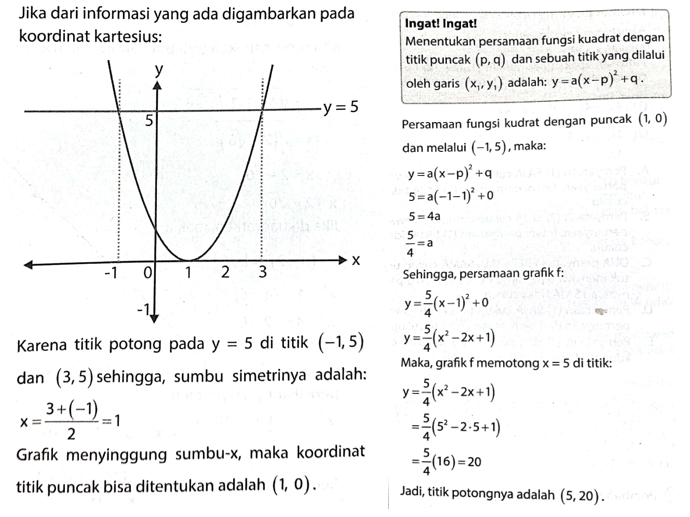 Jika dari informasi yang ada digambarkan pada
koordinat kartesius:
y
y = 5
5
x
-1 0 1 2 3
-1
Karena titik potong pada y = 5 di titik (−1, 5)
dan (3, 5) sehingga, sumbu simetrinya adalah:
x = \frac{3+(−1)}{2} = 1
Grafik menyinggung sumbu-x, maka koordinat
titik puncak bisa ditentukan adalah (1, 0).
Ingat! Ingat!
Menentukan persamaan fungsi kuadrat dengan
titik puncak (p, q) dan sebuah titik yang dilalui
oleh garis (x₁, y₁) adalah: y = a(x−p)² + q.
Persamaan fungsi kudrat dengan puncak (1, 0)
dan melalui (−1, 5), maka:
y = a(x−p)² + q
5 = a(−1−1)² + 0
5 = 4a
\frac{5}{4} = a
Sehingga, persamaan grafik f:
y = \frac{5}{4}(x−1)² + 0
y = \frac{5}{4}(x² − 2x + 1)
Maka, grafik f memotong x = 5 di titik:
y = \frac{5}{4}(x² − 2x + 1)
= \frac{5}{4}(5² − 2·5 + 1)
= \frac{5}{4}(16) = 20
Jadi, titik potongnya adalah (5, 20).